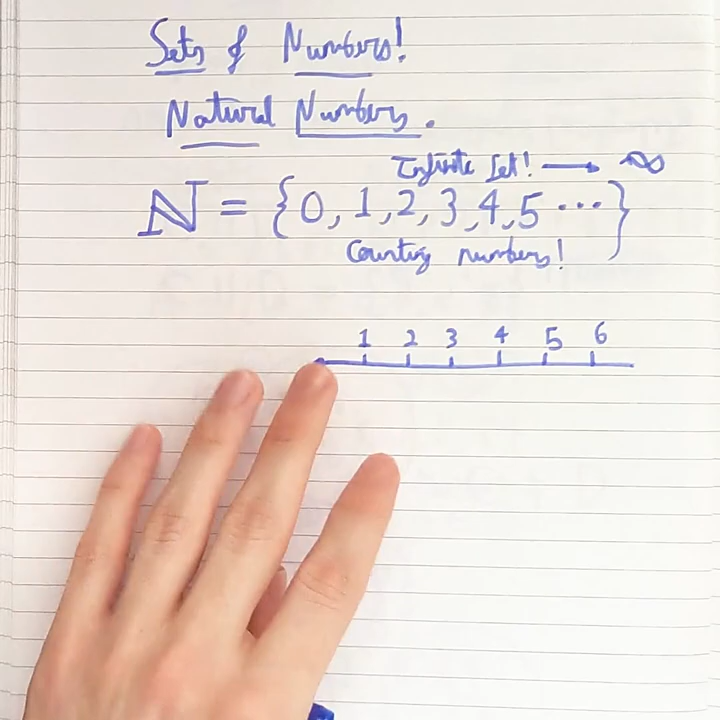 Sets of Numbers!
Natural Numbers.
Infinite Set! → ∞
ℕ = {0, 1, 2, 3, 4, 5 ...}
Counting numbers!
1 2 3 4 5 6